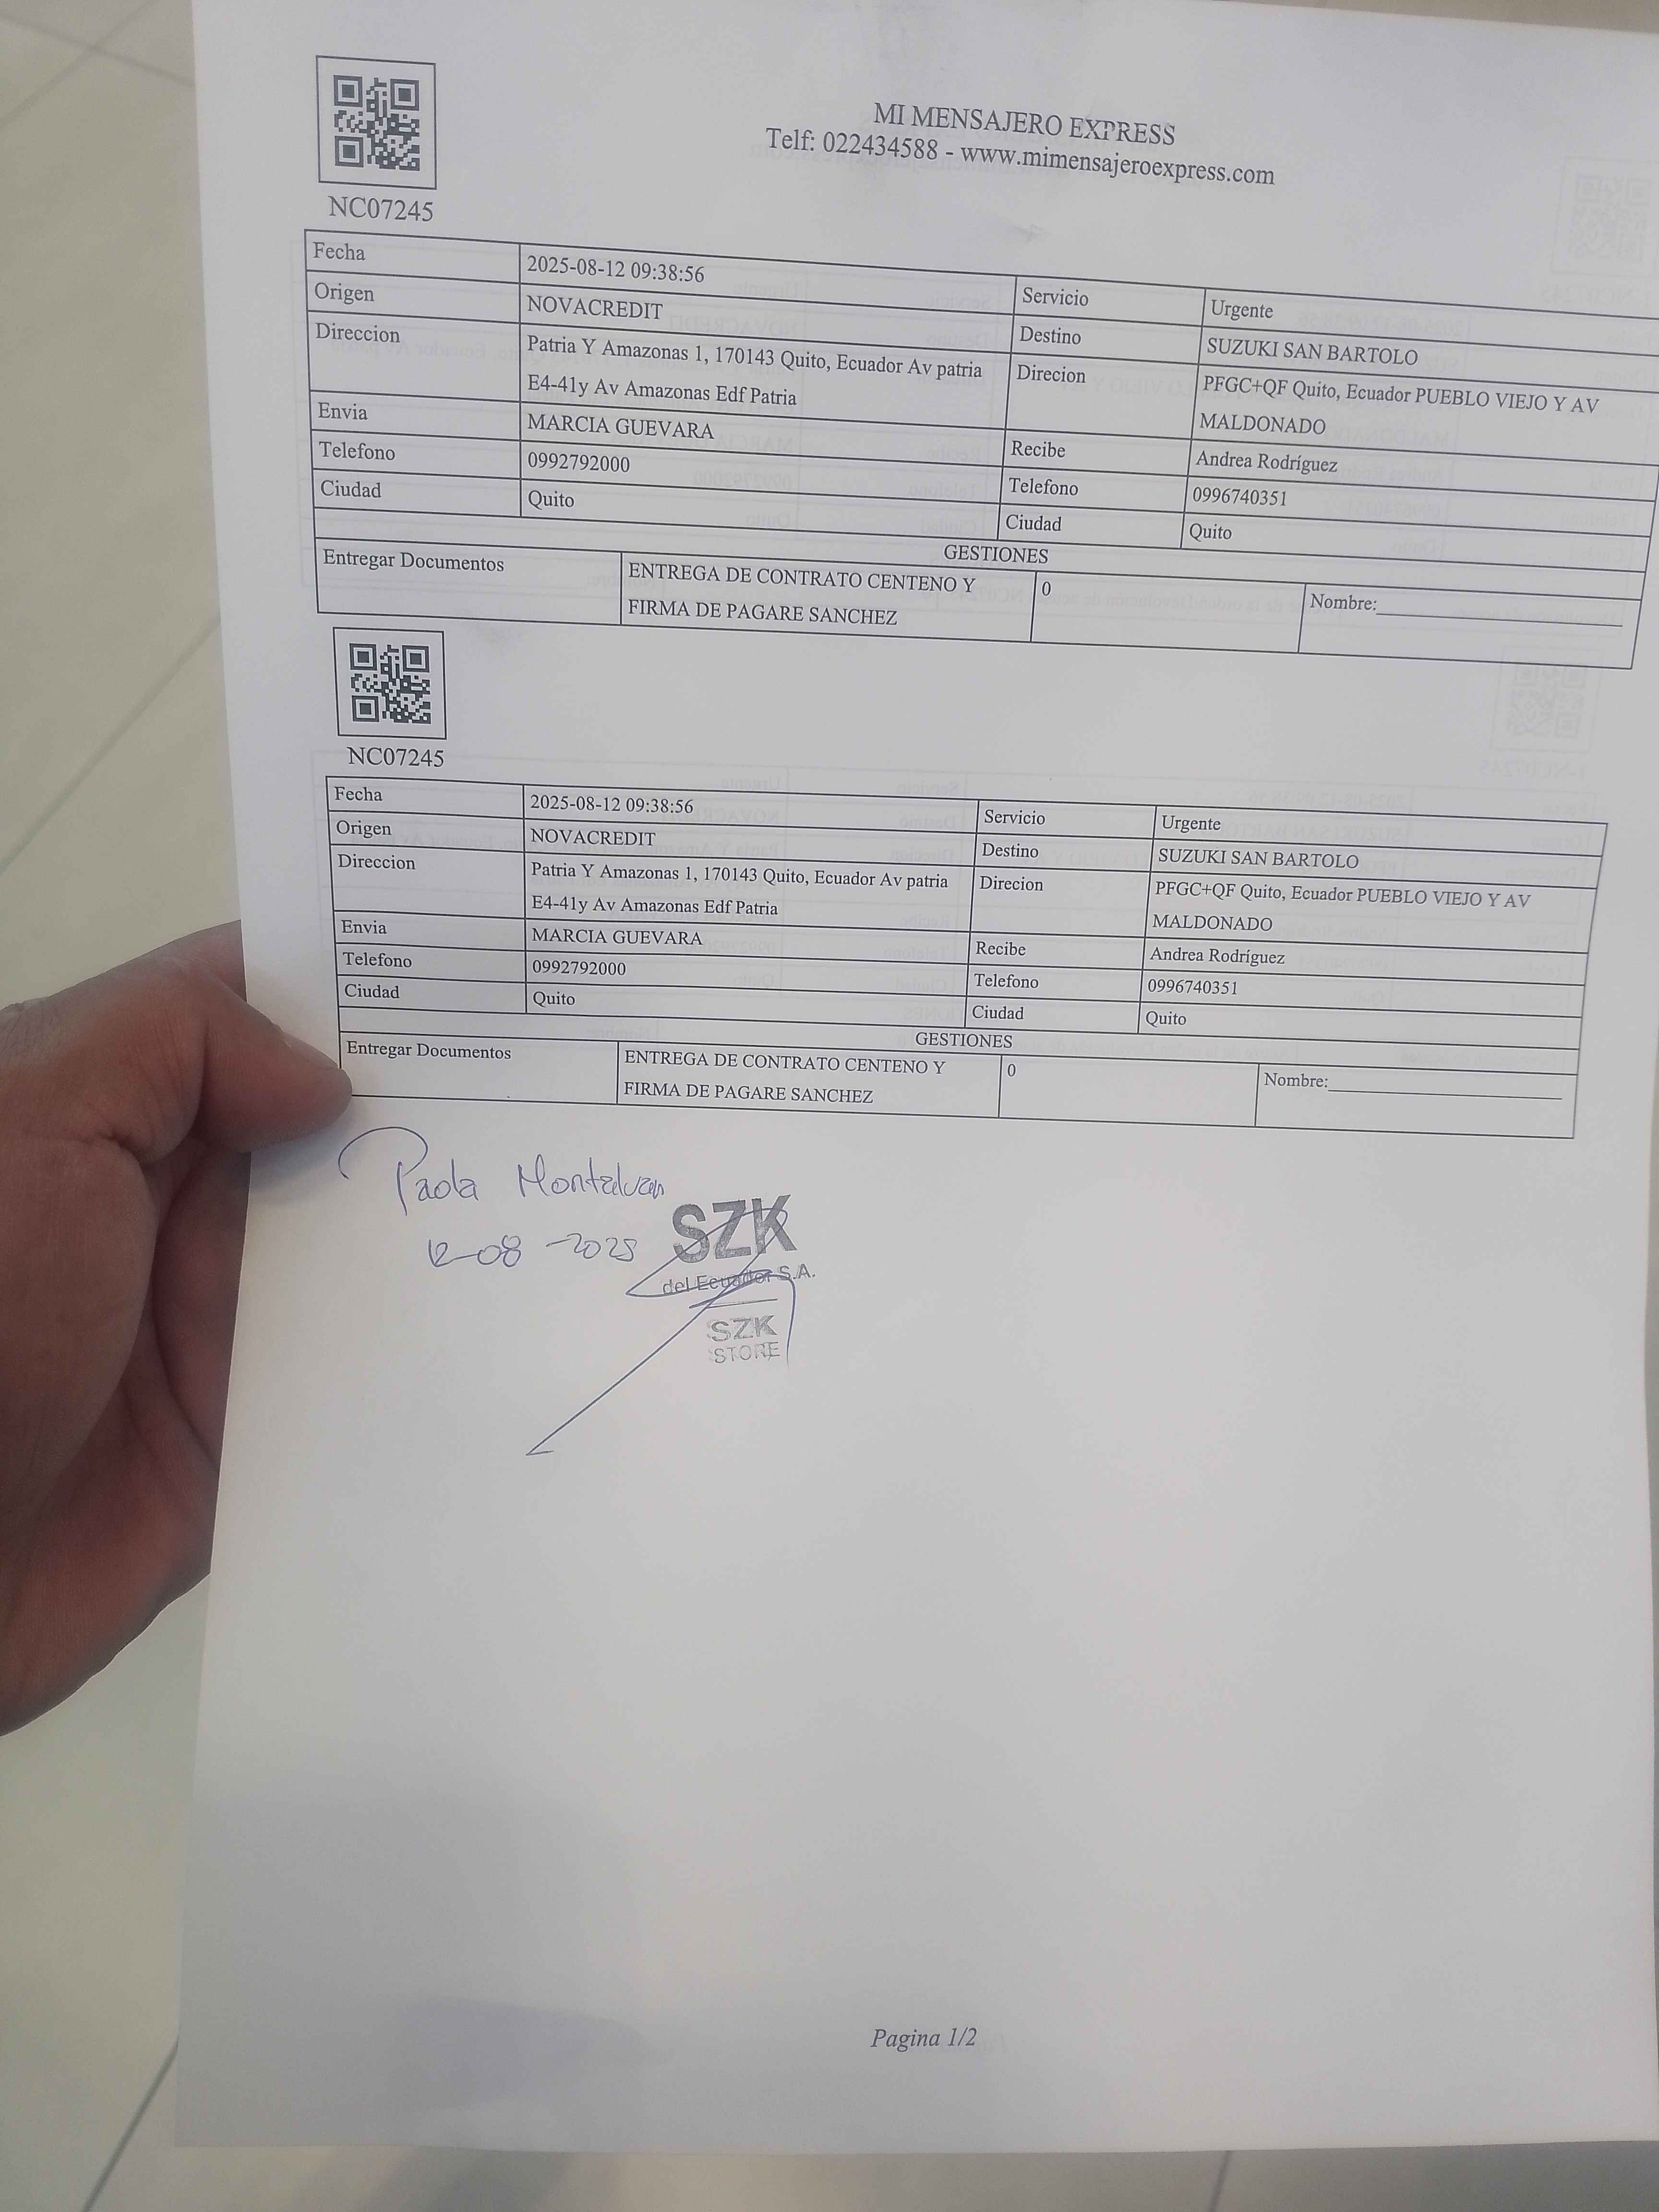 MI MENSAJERO EXPRESS
Telf: 022434588 - www.mimensajeroexpress.com
NC07245
Fecha 2025-08-12 09:38:56 Servicio Urgente
Origen NOVACREDIT Destino SUZUKI SAN BARTOLO
Direccion Patria Y Amazonas 1, 170143 Quito, Ecuador Av patria Direcion PFGC+QF Quito, Ecuador PUEBLO VIEJO Y AV
E4-41y Av Amazonas Edf Patria MALDONADO
Envia MARCIA GUEVARA Recibe Andrea Rodríguez
Telefono 0992792000 Telefono 0996740351
Ciudad Quito Ciudad Quito
GESTIONES
Entregar Documentos ENTREGA DE CONTRATO CENTENO Y 0 Nombre:
FIRMA DE PAGARE SANCHEZ
NC07245
Fecha 2025-08-12 09:38:56 Servicio Urgente
Origen NOVACREDIT Destino SUZUKI SAN BARTOLO
Direccion Patria Y Amazonas 1, 170143 Quito, Ecuador Av patria Direcion PFGC+QF Quito, Ecuador PUEBLO VIEJO Y AV
E4-41y Av Amazonas Edf Patria MALDONADO
Envia MARCIA GUEVARA Recibe Andrea Rodríguez
Telefono 0992792000 Telefono 0996740351
Ciudad Quito Ciudad Quito
GESTIONES
Entregar Documentos ENTREGA DE CONTRATO CENTENO Y 0 Nombre:
FIRMA DE PAGARE SANCHEZ
Paola Montalvan
12-08-2025
SZK
del Ecuador S.A.
SZK
STORE
Pagina 1/2